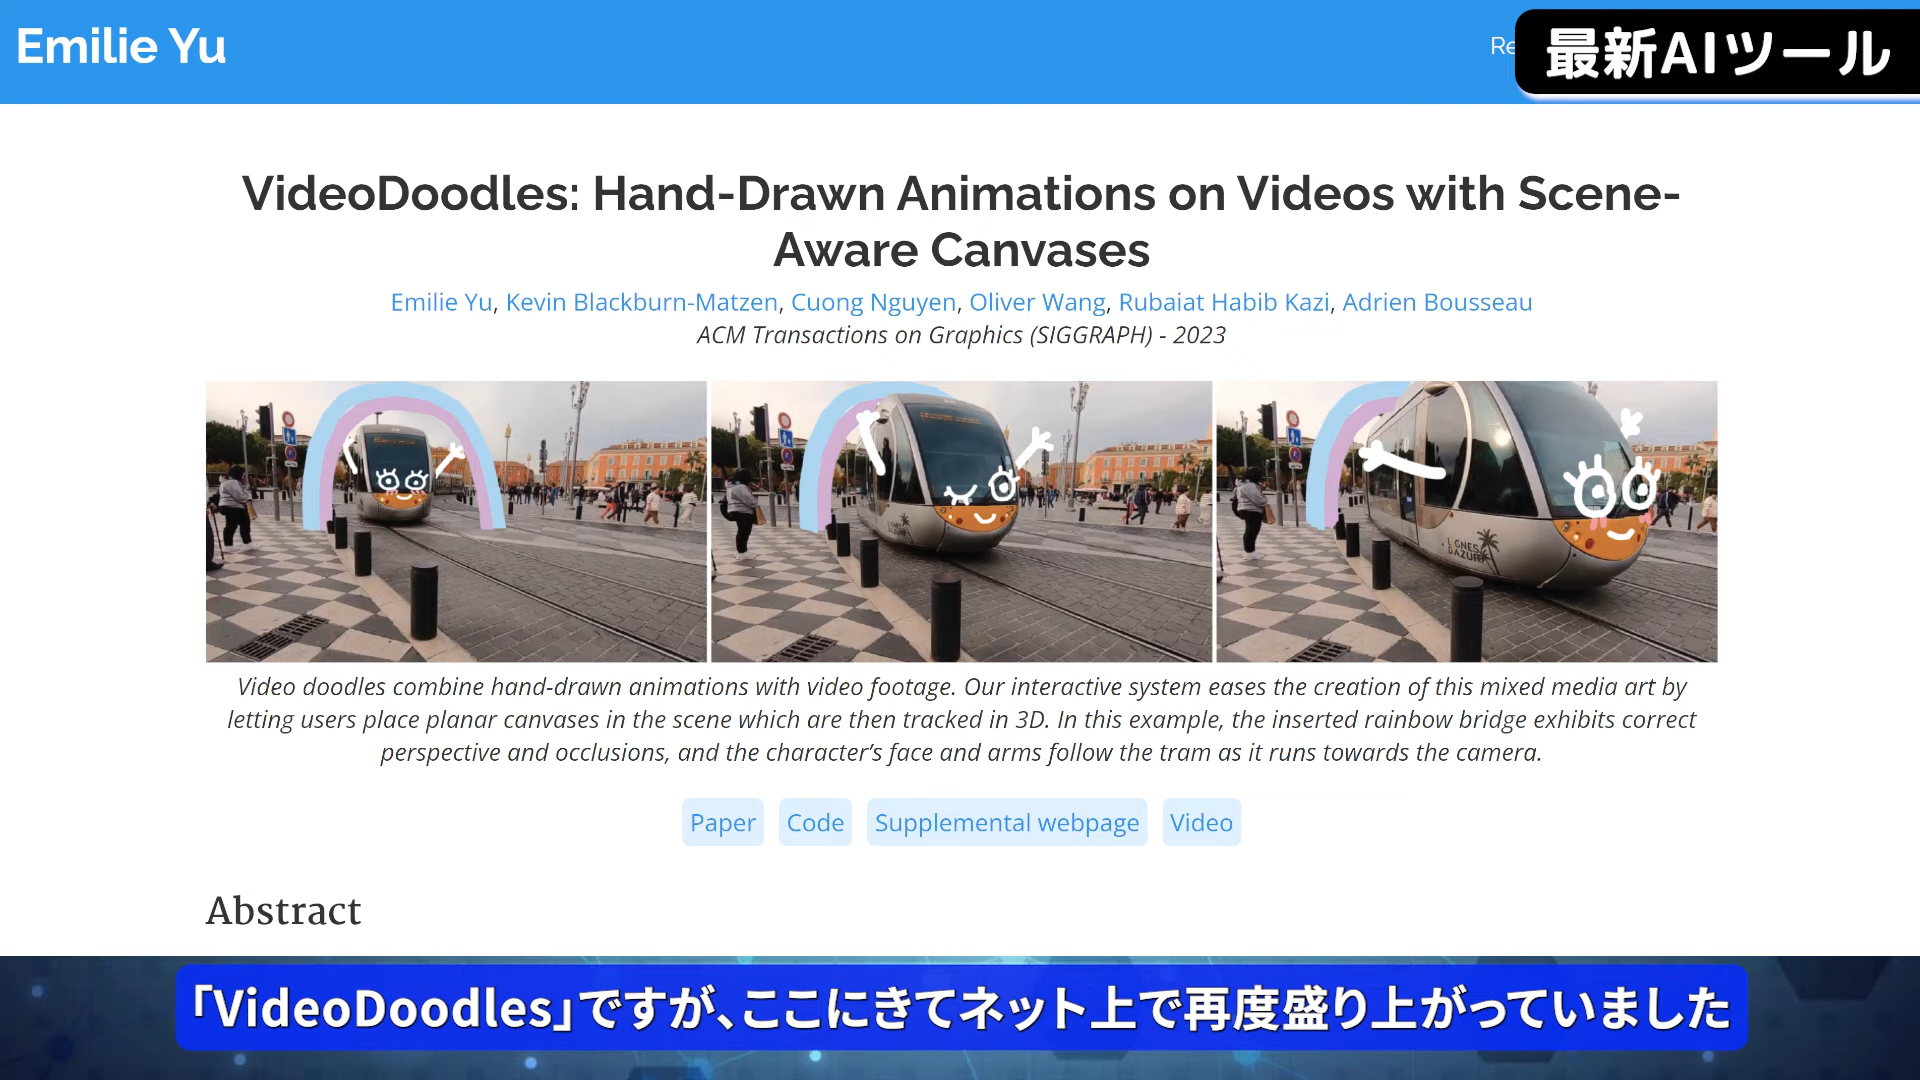 Emilie Yu
Re
最新AIツール
VideoDoodles: Hand-Drawn Animations on Videos with Scene-
Aware Canvases
Emilie Yu, Kevin Blackburn-Matzen, Cuong Nguyen, Oliver Wang, Rubaiat Habib Kazi, Adrien Bousseau
ACM Transactions on Graphics (SIGGRAPH) - 2023
Video doodles combine hand-drawn animations with video footage. Our interactive system eases the creation of this mixed media art by
letting users place planar canvases in the scene which are then tracked in 3D. In this example, the inserted rainbow bridge exhibits correct
perspective and occlusions, and the character’s face and arms follow the tram as it runs towards the camera.
Paper Code Supplemental webpage Video
Abstract
「VideoDoodles」ですが、ここにきてネット上で再度盛り上がっていました